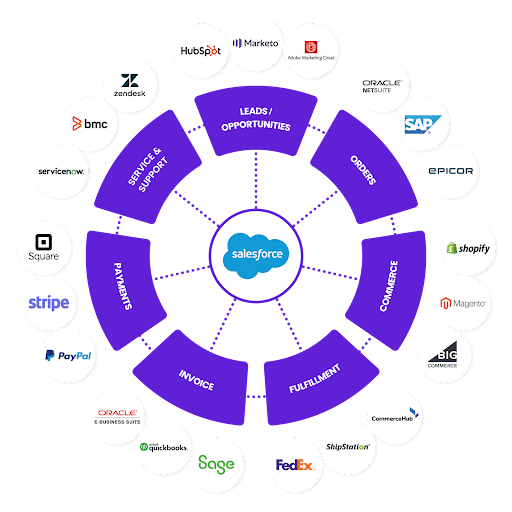 HubSpot
Marketo
Adobe Marketing Cloud
ORACLE
NETSUITE
SAP
EPICOR
shopify
Magento
BIG
COMMERCE
CommerceHub
ShipStation
FedEx
Sage
intuit
quickbooks.
ORACLE
E-BUSINESS SUITE
PayPal
stripe
Square
servicenow
bmc
zendesk
LEADS /
OPPORTUNITIES
ORDERS
COMMERCE
FULFILLMENT
INVOICE
PAYMENTS
SERVICE &
SUPPORT
salesforce